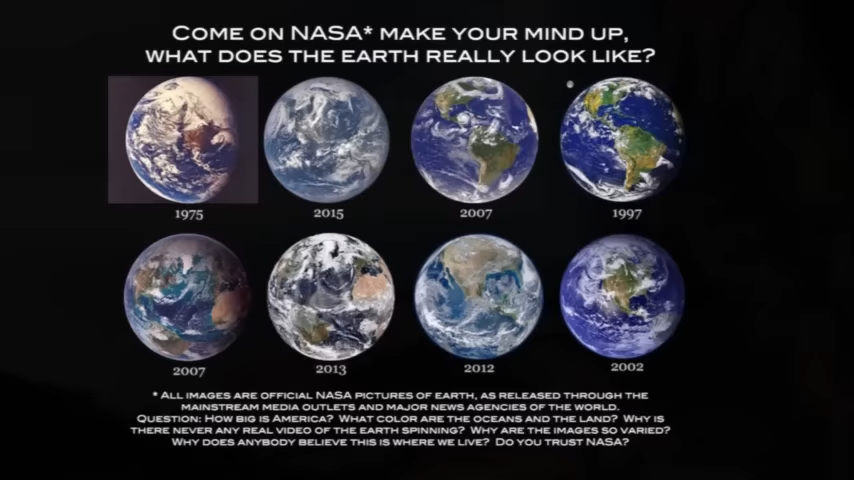 COME ON NASA* MAKE YOUR MIND UP,
WHAT DOES THE EARTH REALLY LOOK LIKE?
1975 2015 2007 1997
2007 2013 2012 2002
* ALL IMAGES ARE OFFICIAL NASA PICTURES OF EARTH, AS RELEASED THROUGH THE
MAINSTREAM MEDIA OUTLETS AND MAJOR NEWS AGENCIES OF THE WORLD.
QUESTION: HOW BIG IS AMERICA? WHAT COLOR ARE THE OCEANS AND THE LAND? WHY IS
THERE NEVER ANY REAL VIDEO OF THE EARTH SPINNING? WHY ARE THE IMAGES SO VARIED?
WHY DOES ANYBODY BELIEVE THIS IS WHERE WE LIVE? DO YOU TRUST NASA?